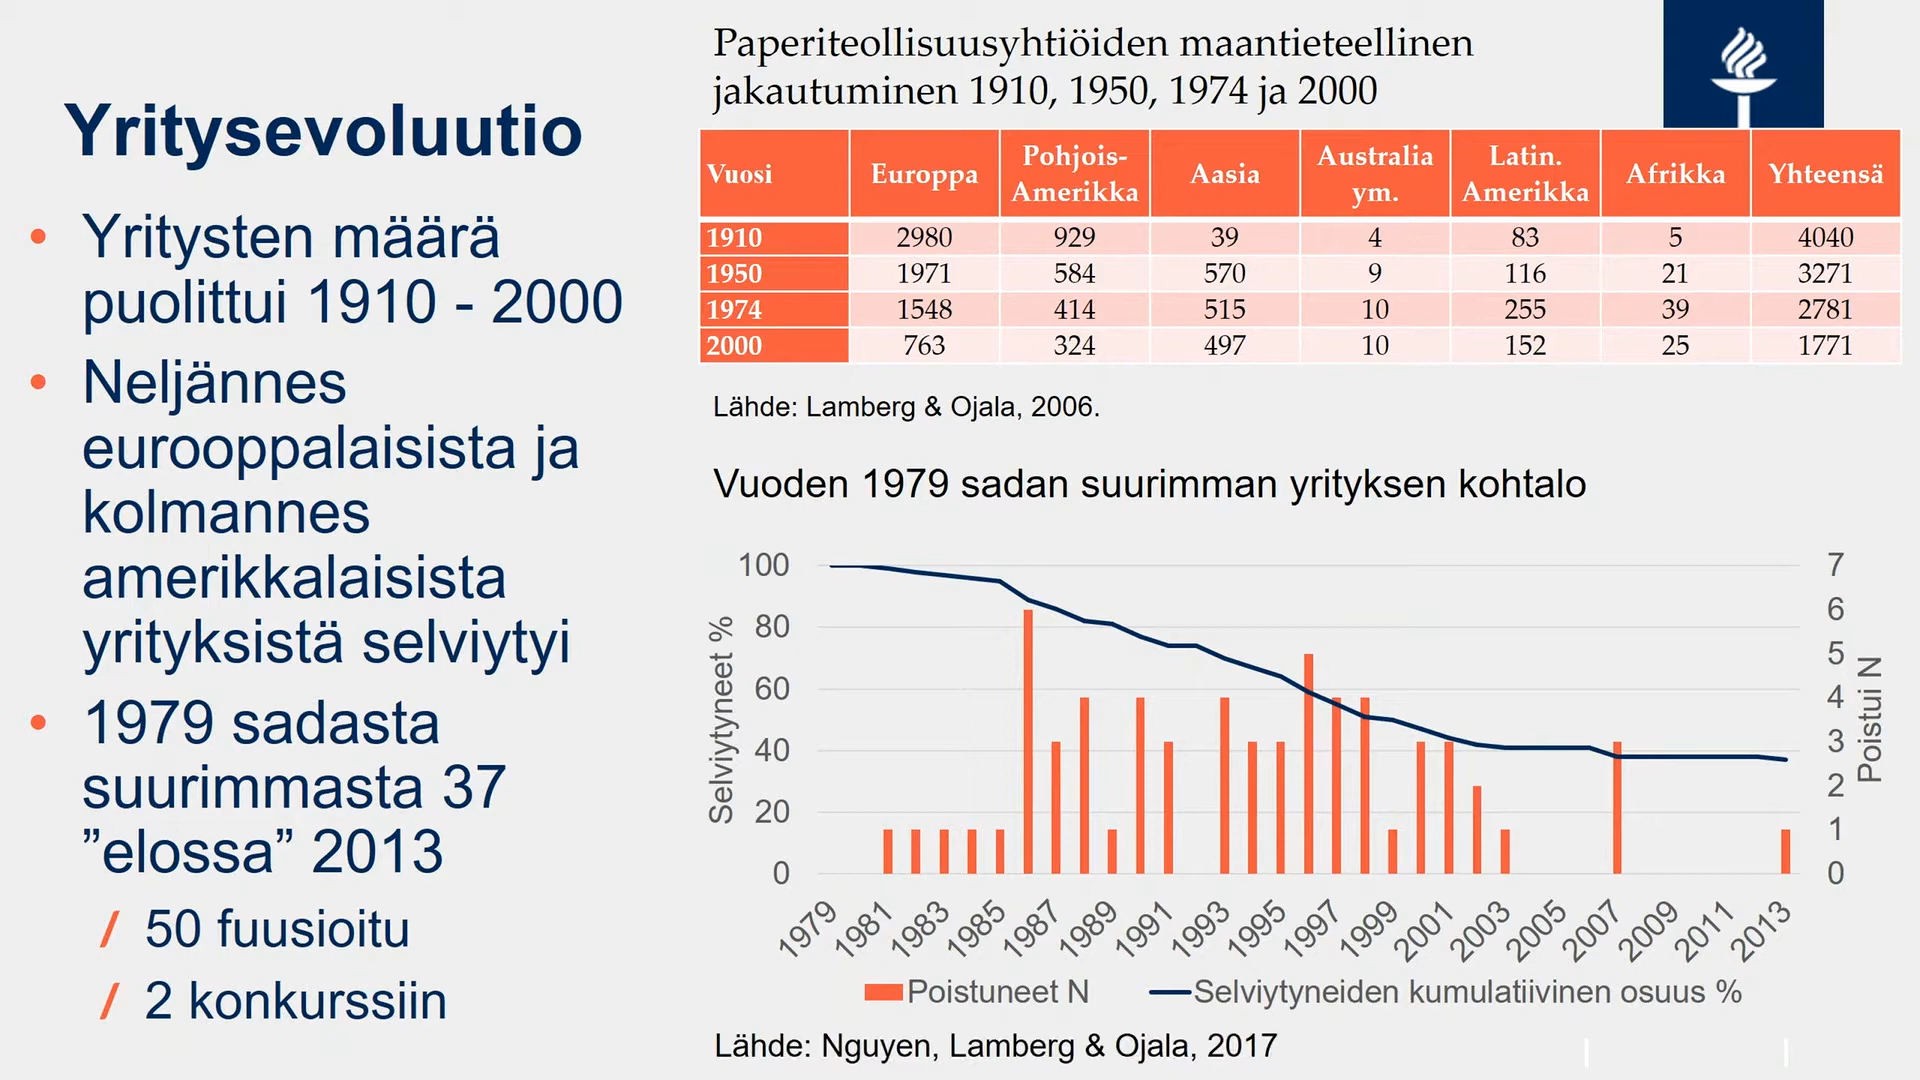 Yritysevoluutio
• Yritysten määrä
puolittui 1910 - 2000
• Neljännes
eurooppalaisista ja
kolmannes
amerikkalaisista
yrityksistä selviytyi
• 1979 sadasta
suurimmasta 37
”elossa” 2013
/ 50 fuusioitu
/ 2 konkurssiin
Paperiteollisuusyhtiöiden maantieteellinen
jakautuminen 1910, 1950, 1974 ja 2000
Vuosi Europpa Pohjois-Amerikka Aasia Australia ym. Latin. Amerikka Afrikka Yhteensä
1910 2980 929 39 4 83 5 4040
1950 1971 584 570 9 116 21 3271
1974 1548 414 515 10 255 39 2781
2000 763 324 497 10 152 25 1771
Lähde: Lamberg & Ojala, 2006.
Vuoden 1979 sadan suurimman yrityksen kohtalo
Selviytyneet %
100
80
60
40
20
0
7
6
5
4
3
2
1
0
Poistui N
1979 1981 1983 1985 1987 1989 1991 1993 1995 1997 1999 2001 2003 2005 2007 2009 2011 2013
Poistuneet N Selviytyneiden kumulatiivinen osuus %
Lähde: Nguyen, Lamberg & Ojala, 2017